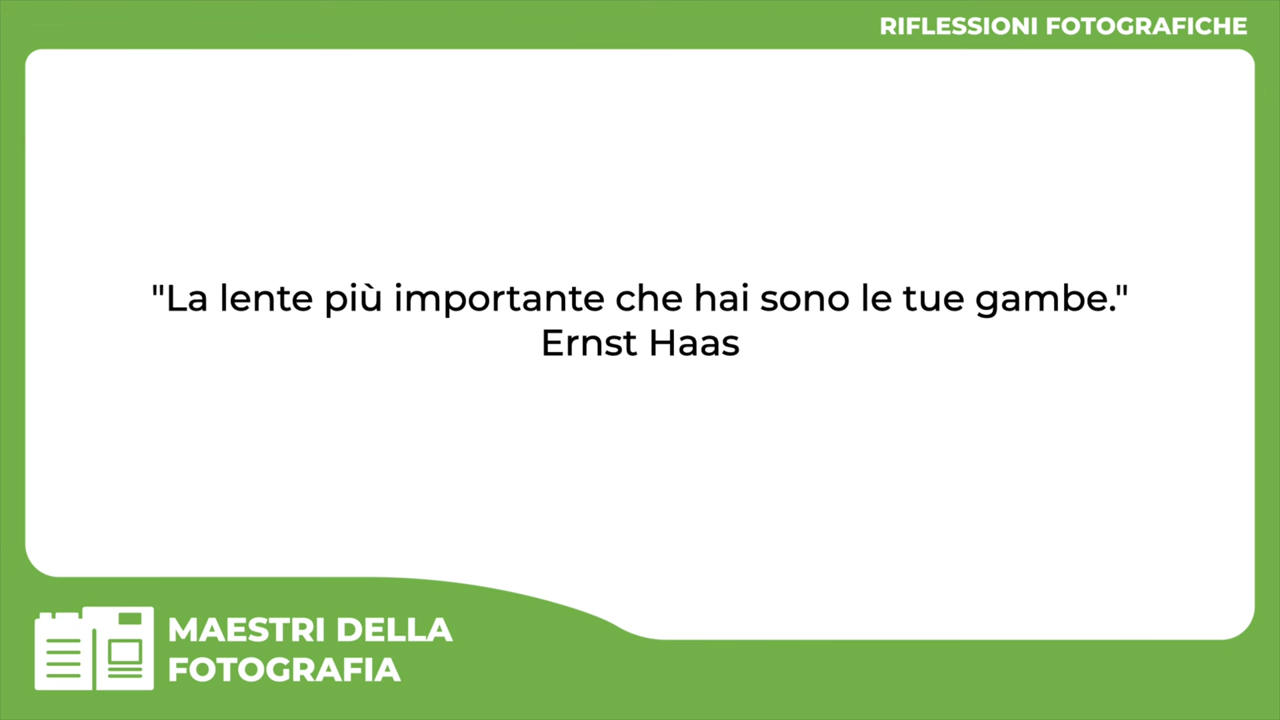 RIFLESSIONI FOTOGRAFICHE
"La lente più importante che hai sono le tue gambe."
Ernst Haas
MAESTRI DELLA
FOTOGRAFIA